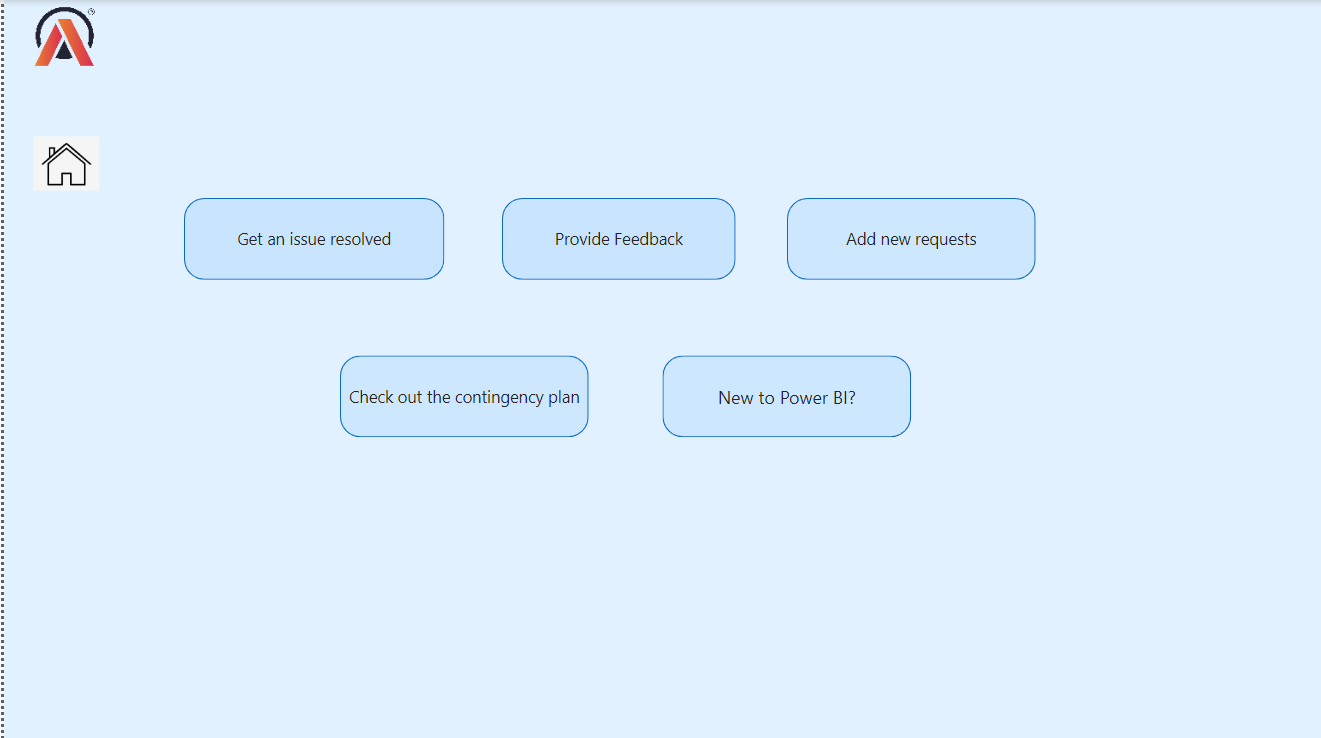 Get an issue resolved
Provide Feedback
Add new requests
Check out the contingency plan
New to Power BI?